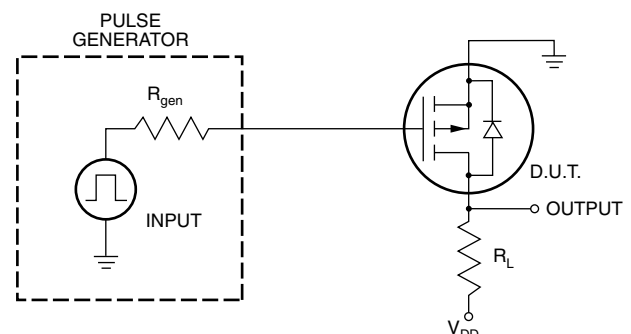 PULSE
GENERATOR
R_gen
INPUT
D.U.T.
OUTPUT
R_L
V_DD